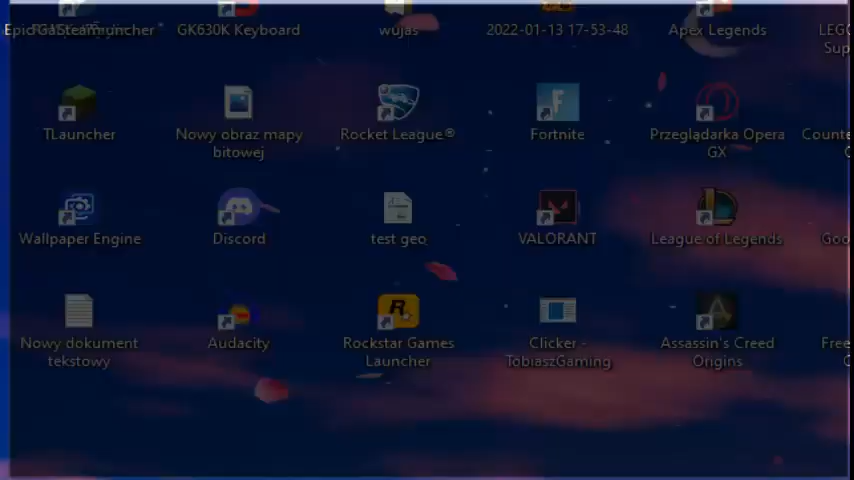 GK630K Keyboard
wujas
2022-01-13 17-53-48
Apex Legends
TLauncher
Nowy obraz mapy
bitowej
Rocket League®
Fortnite
Przeglądarka Opera
GX
Wallpaper Engine
Discord
test geo
VALORANT
League of Legends
Nowy dokument
tekstowy
Audacity
Rockstar Games
Launcher
Clicker -
TobiaszGaming
Assassin's Creed
Origins